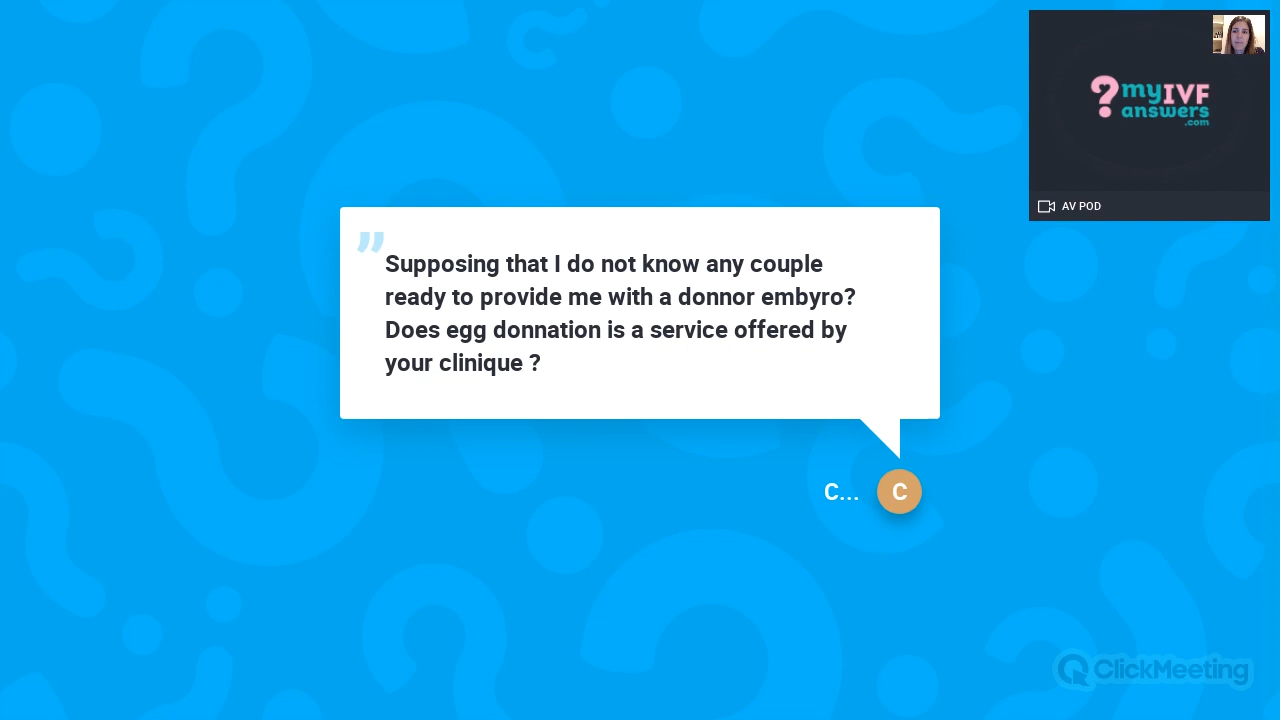 ?myIVF
answers
.com
AV POD
” Supposing that I do not know any couple
ready to provide me with a donnor embyro?
Does egg donnation is a service offered by
your clinique ?
C... C
ClickMeeting